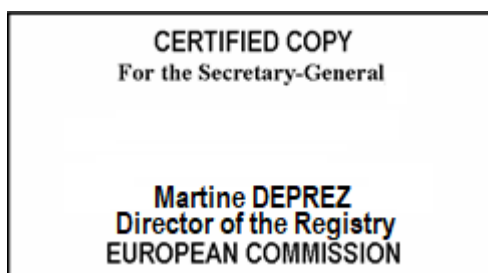 CERTIFIED COPY
For the Secretary-General
Martine DEPREZ
Director of the Registry
EUROPEAN COMMISSION